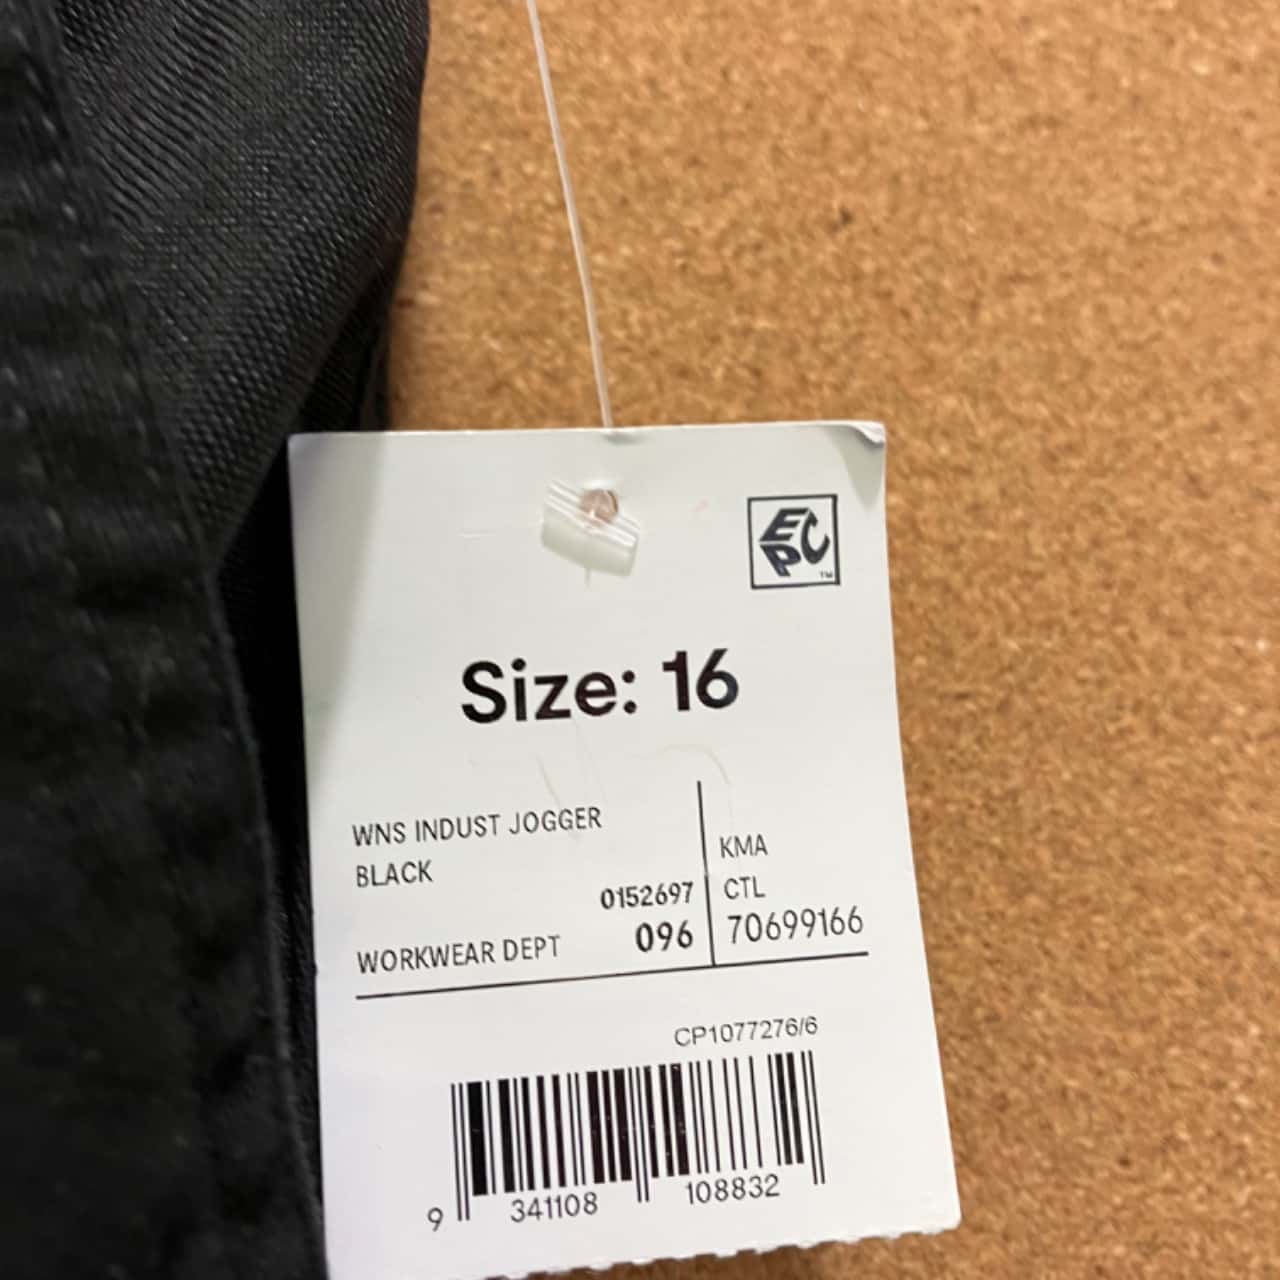 EPC
TM
Size: 16
WNS INDUST JOGGER
BLACK
0152697
WORKWEAR DEPT 096
KMA
CTL
70699166
CP1077276/6
9 341108 108832